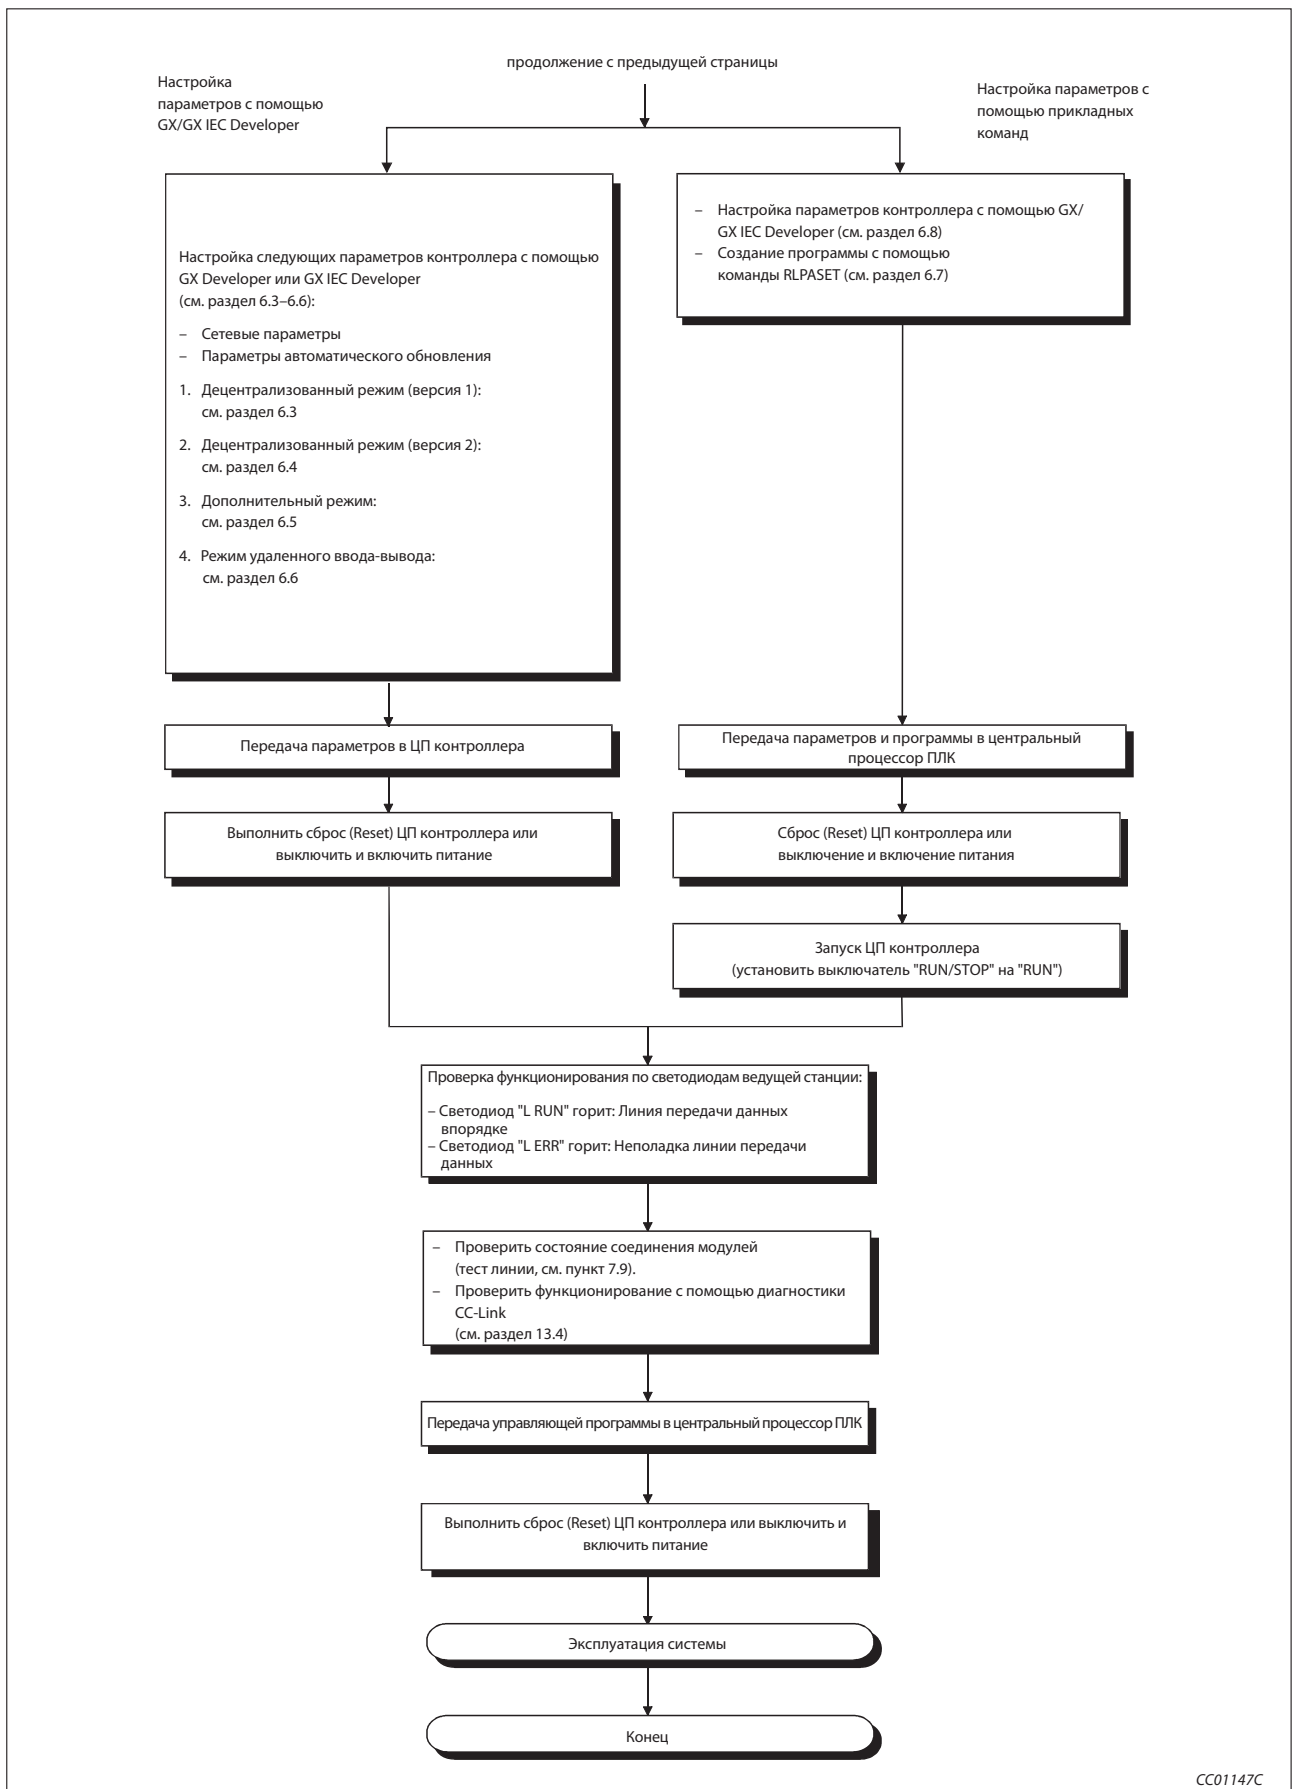 продолжение с предыдущей страницы
Настройка
параметров с помощью
GX/GX IEC Developer
Настройка параметров с
помощью прикладных
команд
Настройка следующих параметров контроллера с помощью
GX Developer или GX IEC Developer
(см. раздел 6.3–6.6):
– Сетевые параметры
– Параметры автоматического обновления
1. Децентрализованный режим (версия 1):
см. раздел 6.3
2. Децентрализованный режим (версия 2):
см. раздел 6.4
3. Дополнительный режим:
см. раздел 6.5
4. Режим удаленного ввода-вывода:
см. раздел 6.6
– Настройка параметров контроллера с помощью GX/
GX IEC Developer (см. раздел 6.8)
– Создание программы с помощью
команды RLPASET (см. раздел 6.7)
Передача параметров в ЦП контроллера
Передача параметров и программы в центральный
процессор ПЛК
Выполнить сброс (Reset) ЦП контроллера или
выключить и включить питание
Сброс (Reset) ЦП контроллера или
выключение и включение питания
Запуск ЦП контроллера
(установить выключатель "RUN/STOP" на "RUN")
Проверка функционирования по светодиодам ведущей станции:
– Светодиод "L RUN" горит: Линия передачи данных
впорядке
– Светодиод "L ERR" горит: Неполадка линии передачи
данных
– Проверить состояние соединения модулей
(тест линии, см. пункт 7.9).
– Проверить функционирование с помощью диагностики
CC-Link
(см. раздел 13.4)
Передача управляющей программы в центральный процессор ПЛК
Выполнить сброс (Reset) ЦП контроллера или выключить и
включить питание
Эксплуатация системы
Конец
CC01147C